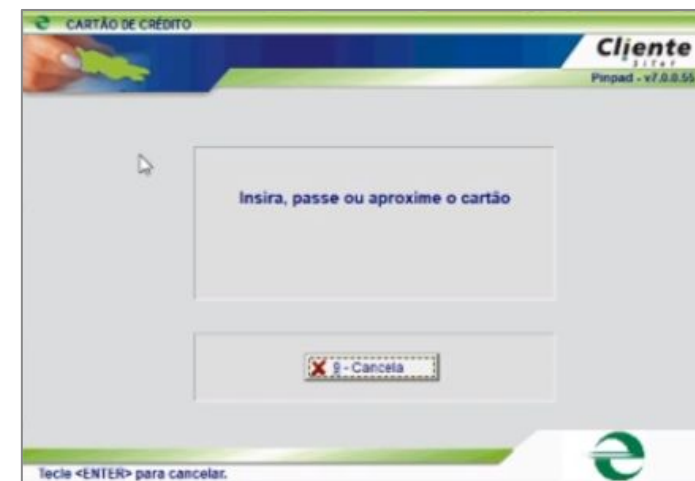 CARTÃO DE CRÉDITO
Cliente
SiTef
Pinpad - v7.0.0.55
Insira, passe ou aproxime o cartão
9 - Cancela
Tecle <ENTER> para cancelar.